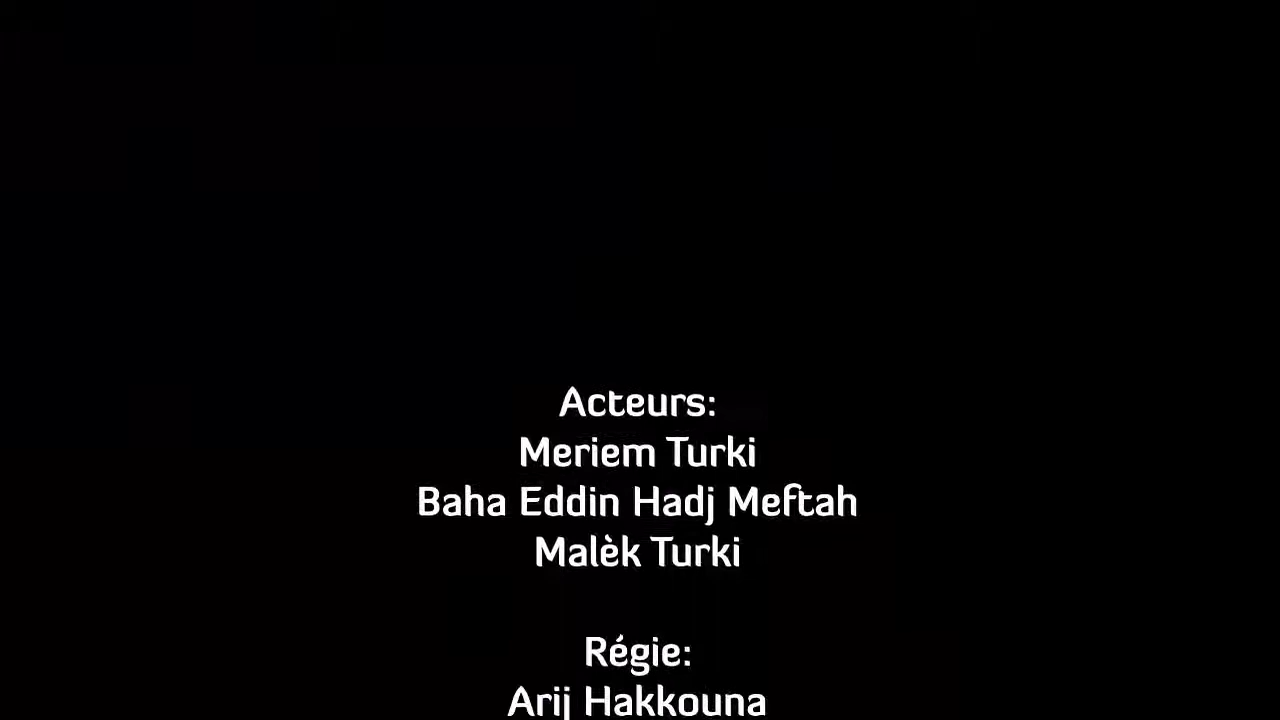 Acteurs:
Meriem Turki
Baha Eddin Hadj Meftah
Malèk Turki
Régie:
Arij Hakkouna